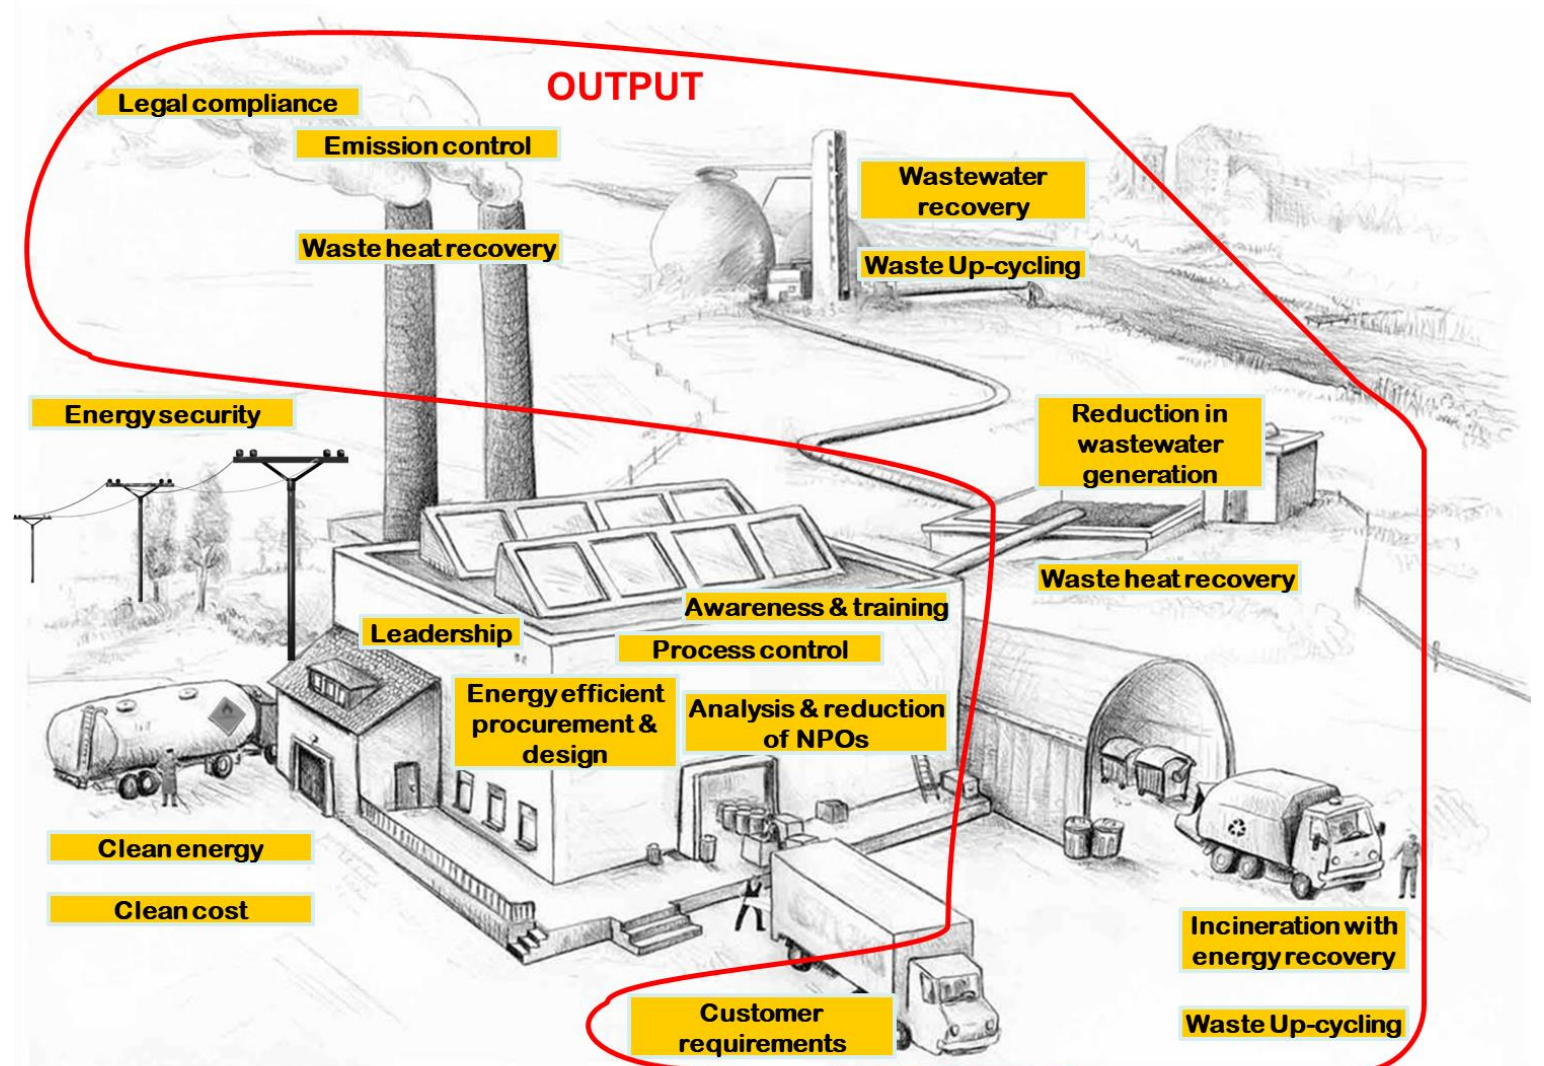 OUTPUT
Legal compliance
Emission control
Waste heat recovery
Wastewater
recovery
Waste Up-cycling
Energy security
Reduction in
wastewater
generation
Waste heat recovery
Awareness & training
Leadership
Process control
Energy efficient
procurement &
design
Analysis & reduction
of NPOs
Clean energy
Clean cost
Incineration with
energy recovery
Customer
requirements
Waste Up-cycling